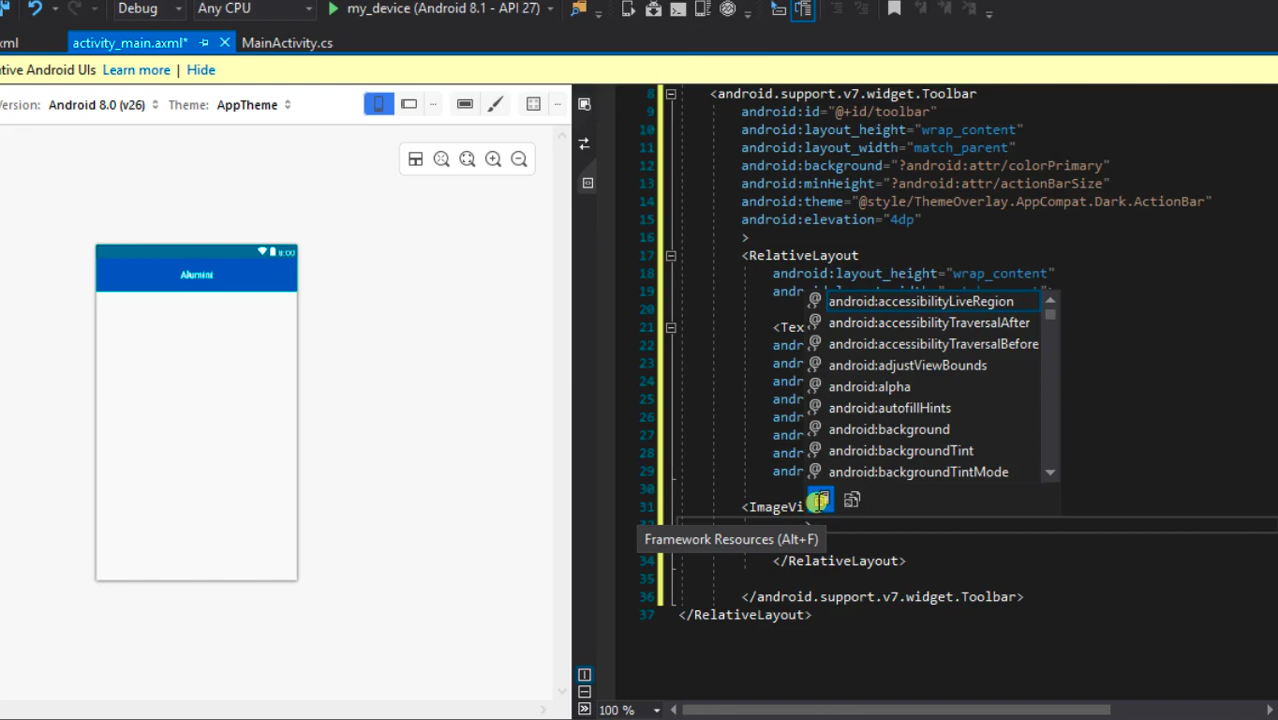 Debug Any CPU my_device (Android 8.1 - API 27)
xml activity_main.axml* MainActivity.cs
ative Android UIs Learn more | Hide
Version: Android 8.0 (v26) Theme: AppTheme
8:00
Alumini
8 <android.support.v7.widget.Toolbar
9 android:id="@+id/toolbar"
10 android:layout_height="wrap_content"
11 android:layout_width="match_parent"
12 android:background="?android:attr/colorPrimary"
13 android:minHeight="?android:attr/actionBarSize"
14 android:theme="@style/ThemeOverlay.AppCompat.Dark.ActionBar"
15 android:elevation="4dp"
16 >
17 <RelativeLayout
18 android:layout_height="wrap_content"
19 andr
20
21 <Tex
22 andr
23 andr
24 andr
25 andr
26 andr
27 andr
28 andr
29 andr
30
31 <ImageVi
android:accessibilityLiveRegion
android:accessibilityTraversalAfter
android:accessibilityTraversalBefore
android:adjustViewBounds
android:alpha
android:autofillHints
android:background
android:backgroundTint
android:backgroundTintMode
Framework Resources (Alt+F)
34 </RelativeLayout>
35
36 </android.support.v7.widget.Toolbar>
37 </RelativeLayout>
100 %